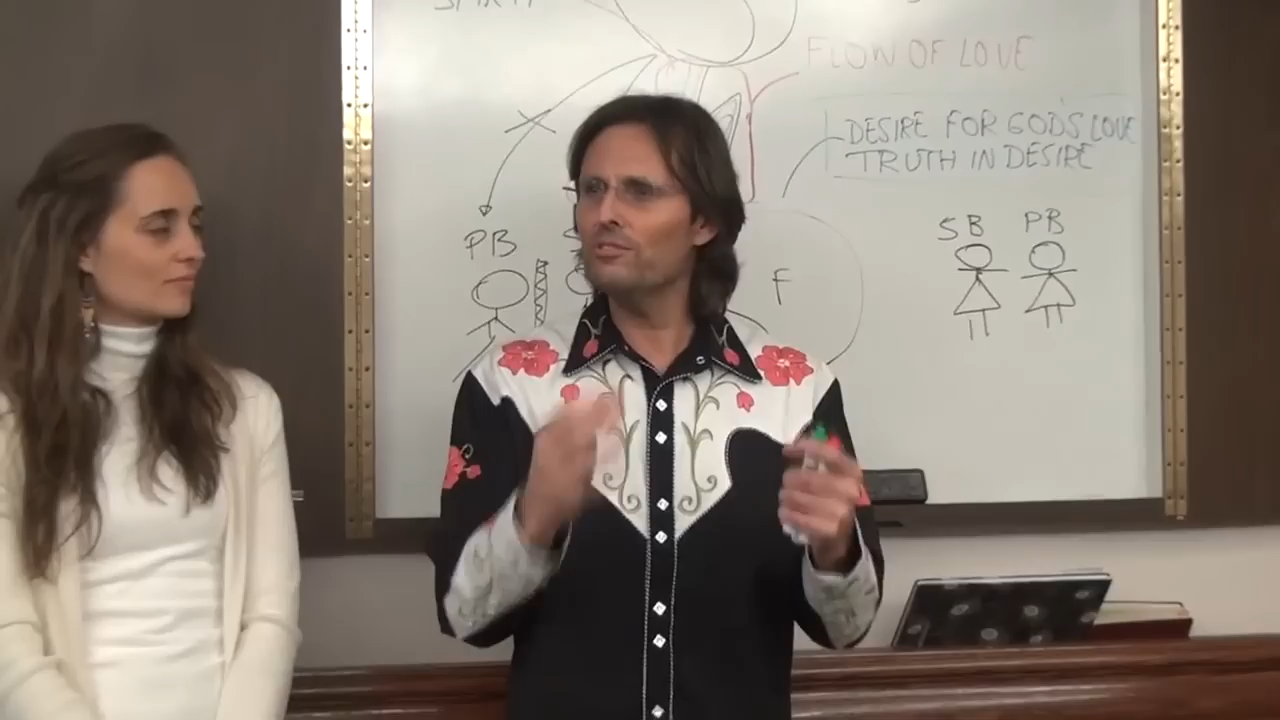 FLOW OF LOVE
DESIRE FOR GOD'S LOVE
TRUTH IN DESIRE
SB PB
PB
F